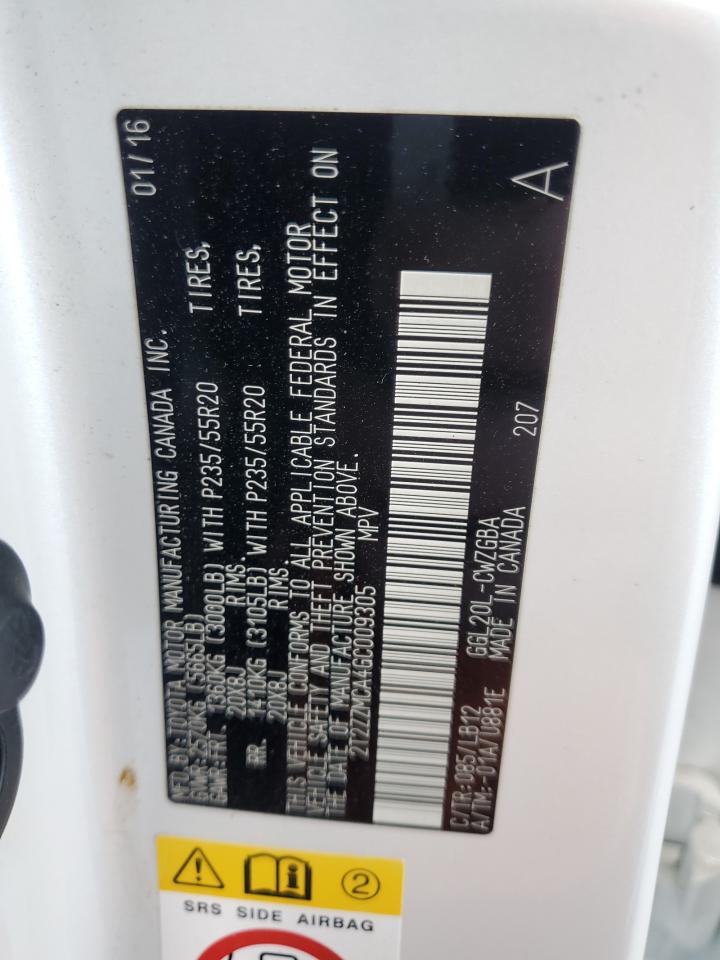 MFD.BY:TOYOTA MOTOR MANUFACTURING CANADA INC. 01/16
GVWR:2570KG (5665LB)
GAWR:FR. 1360KG (3000LB) WITH P235/55R20 TIRES,
20X8J RIMS.
RR. 1410KG (3105LB) WITH P235/55R20 TIRES,
20X8J RIMS.
THIS VEHICLE CONFORMS TO ALL APPLICABLE FEDERAL MOTOR
VEHICLE SAFETY AND THEFT PREVENTION STANDARDS IN EFFECT ON
THE DATE OF MANUFACTURE SHOWN ABOVE.
2T2ZZMCA4GC009305 MPV
C/TR:085/LB12 GGL20L-CWZGBA
A/TM:-01A/0881E MADE IN CANADA 207
A
2
SRS SIDE AIRBAG